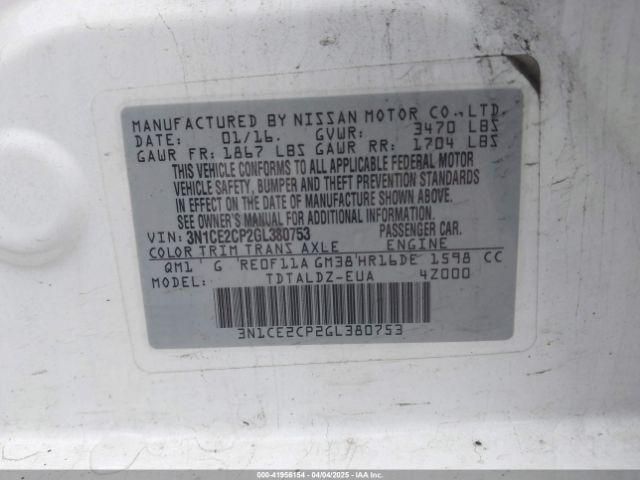 MANUFACTURED BY NISSAN MOTOR CO.,LTD.
DATE: 01/16. GVWR: 3470 LBS
GAWR FR: 1867 LBS GAWR RR: 1704 LBS
THIS VEHICLE CONFORMS TO ALL APPLICABLE FEDERAL MOTOR
VEHICLE SAFETY, BUMPER AND THEFT PREVENTION STANDARDS
IN EFFECT ON THE DATE OF MANUFACTURE SHOWN ABOVE.
SEE OWNER'S MANUAL FOR ADDITIONAL INFORMATION.
VIN: 3N1CE2CP2GL380753 PASSENGER CAR.
COLOR TRIM TRANS AXLE ENGINE
QM1 G RE0F11A GM38 HR16DE 1598 CC
MODEL: TDTALDZ-EUA 4Z000
3N1CE2CP2GL380753
000-41956154 - 04/04/2025 - IAAI.COM